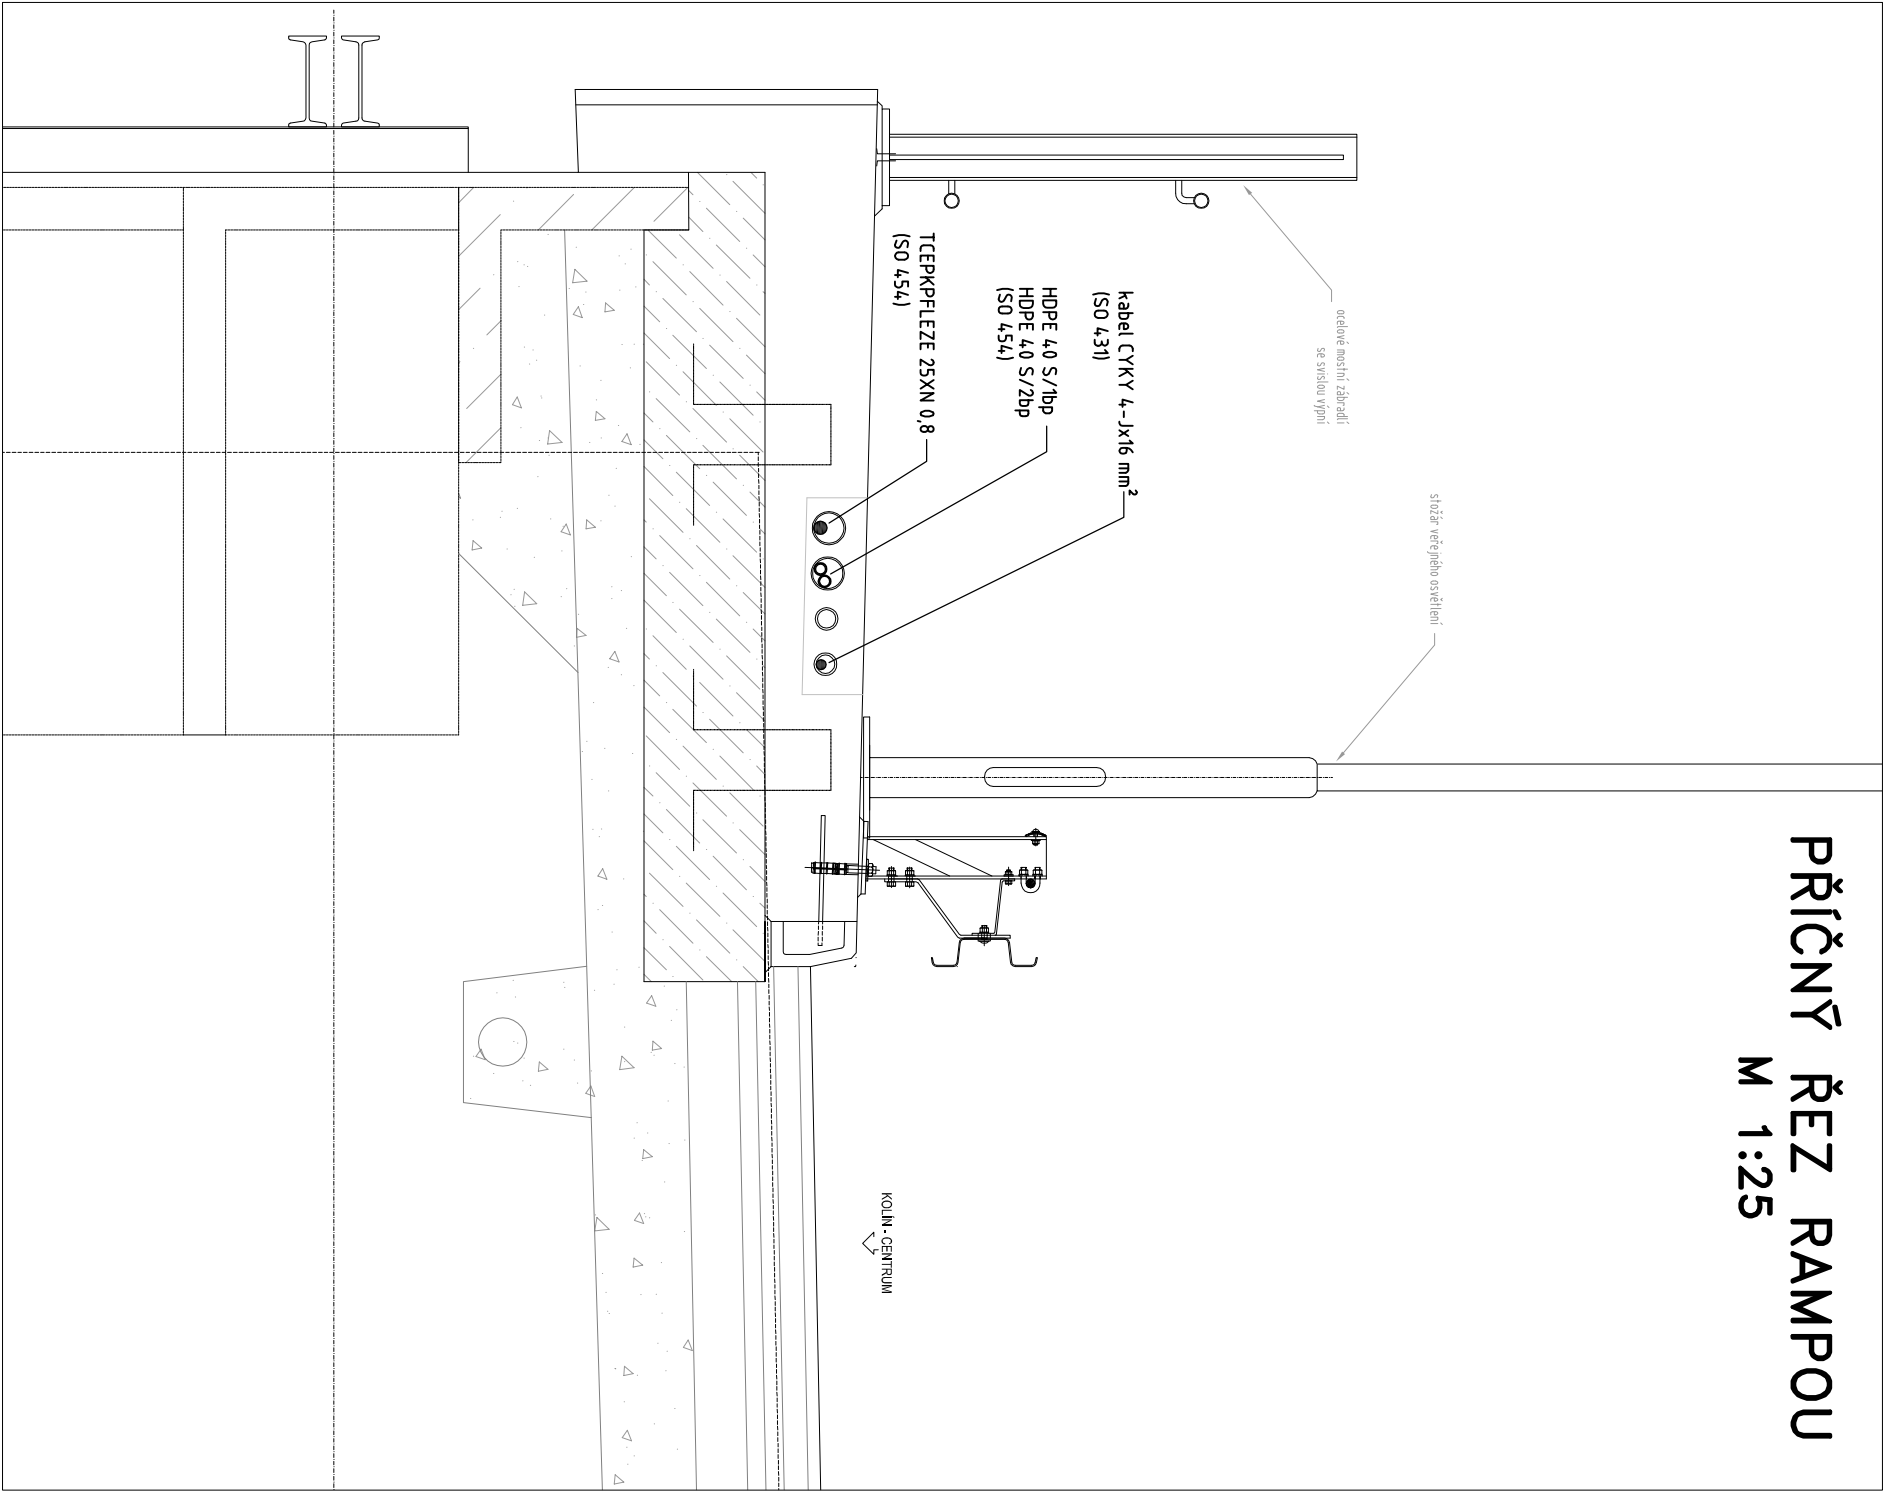 PŘÍČNÝ ŘEZ RAMPOU
M 1:25
stožár veřejného osvětlení
ocelové mostní zábradlí
se svislou výpní
kabel CYKY 4-Jx16 mm²
(SO 431)
HDPE 40 S/1bp
HDPE 40 S/2bp
(SO 454)
TCEPKPFLEZE 25XN 0,8
(SO 454)
KOLÍN - CENTRUM